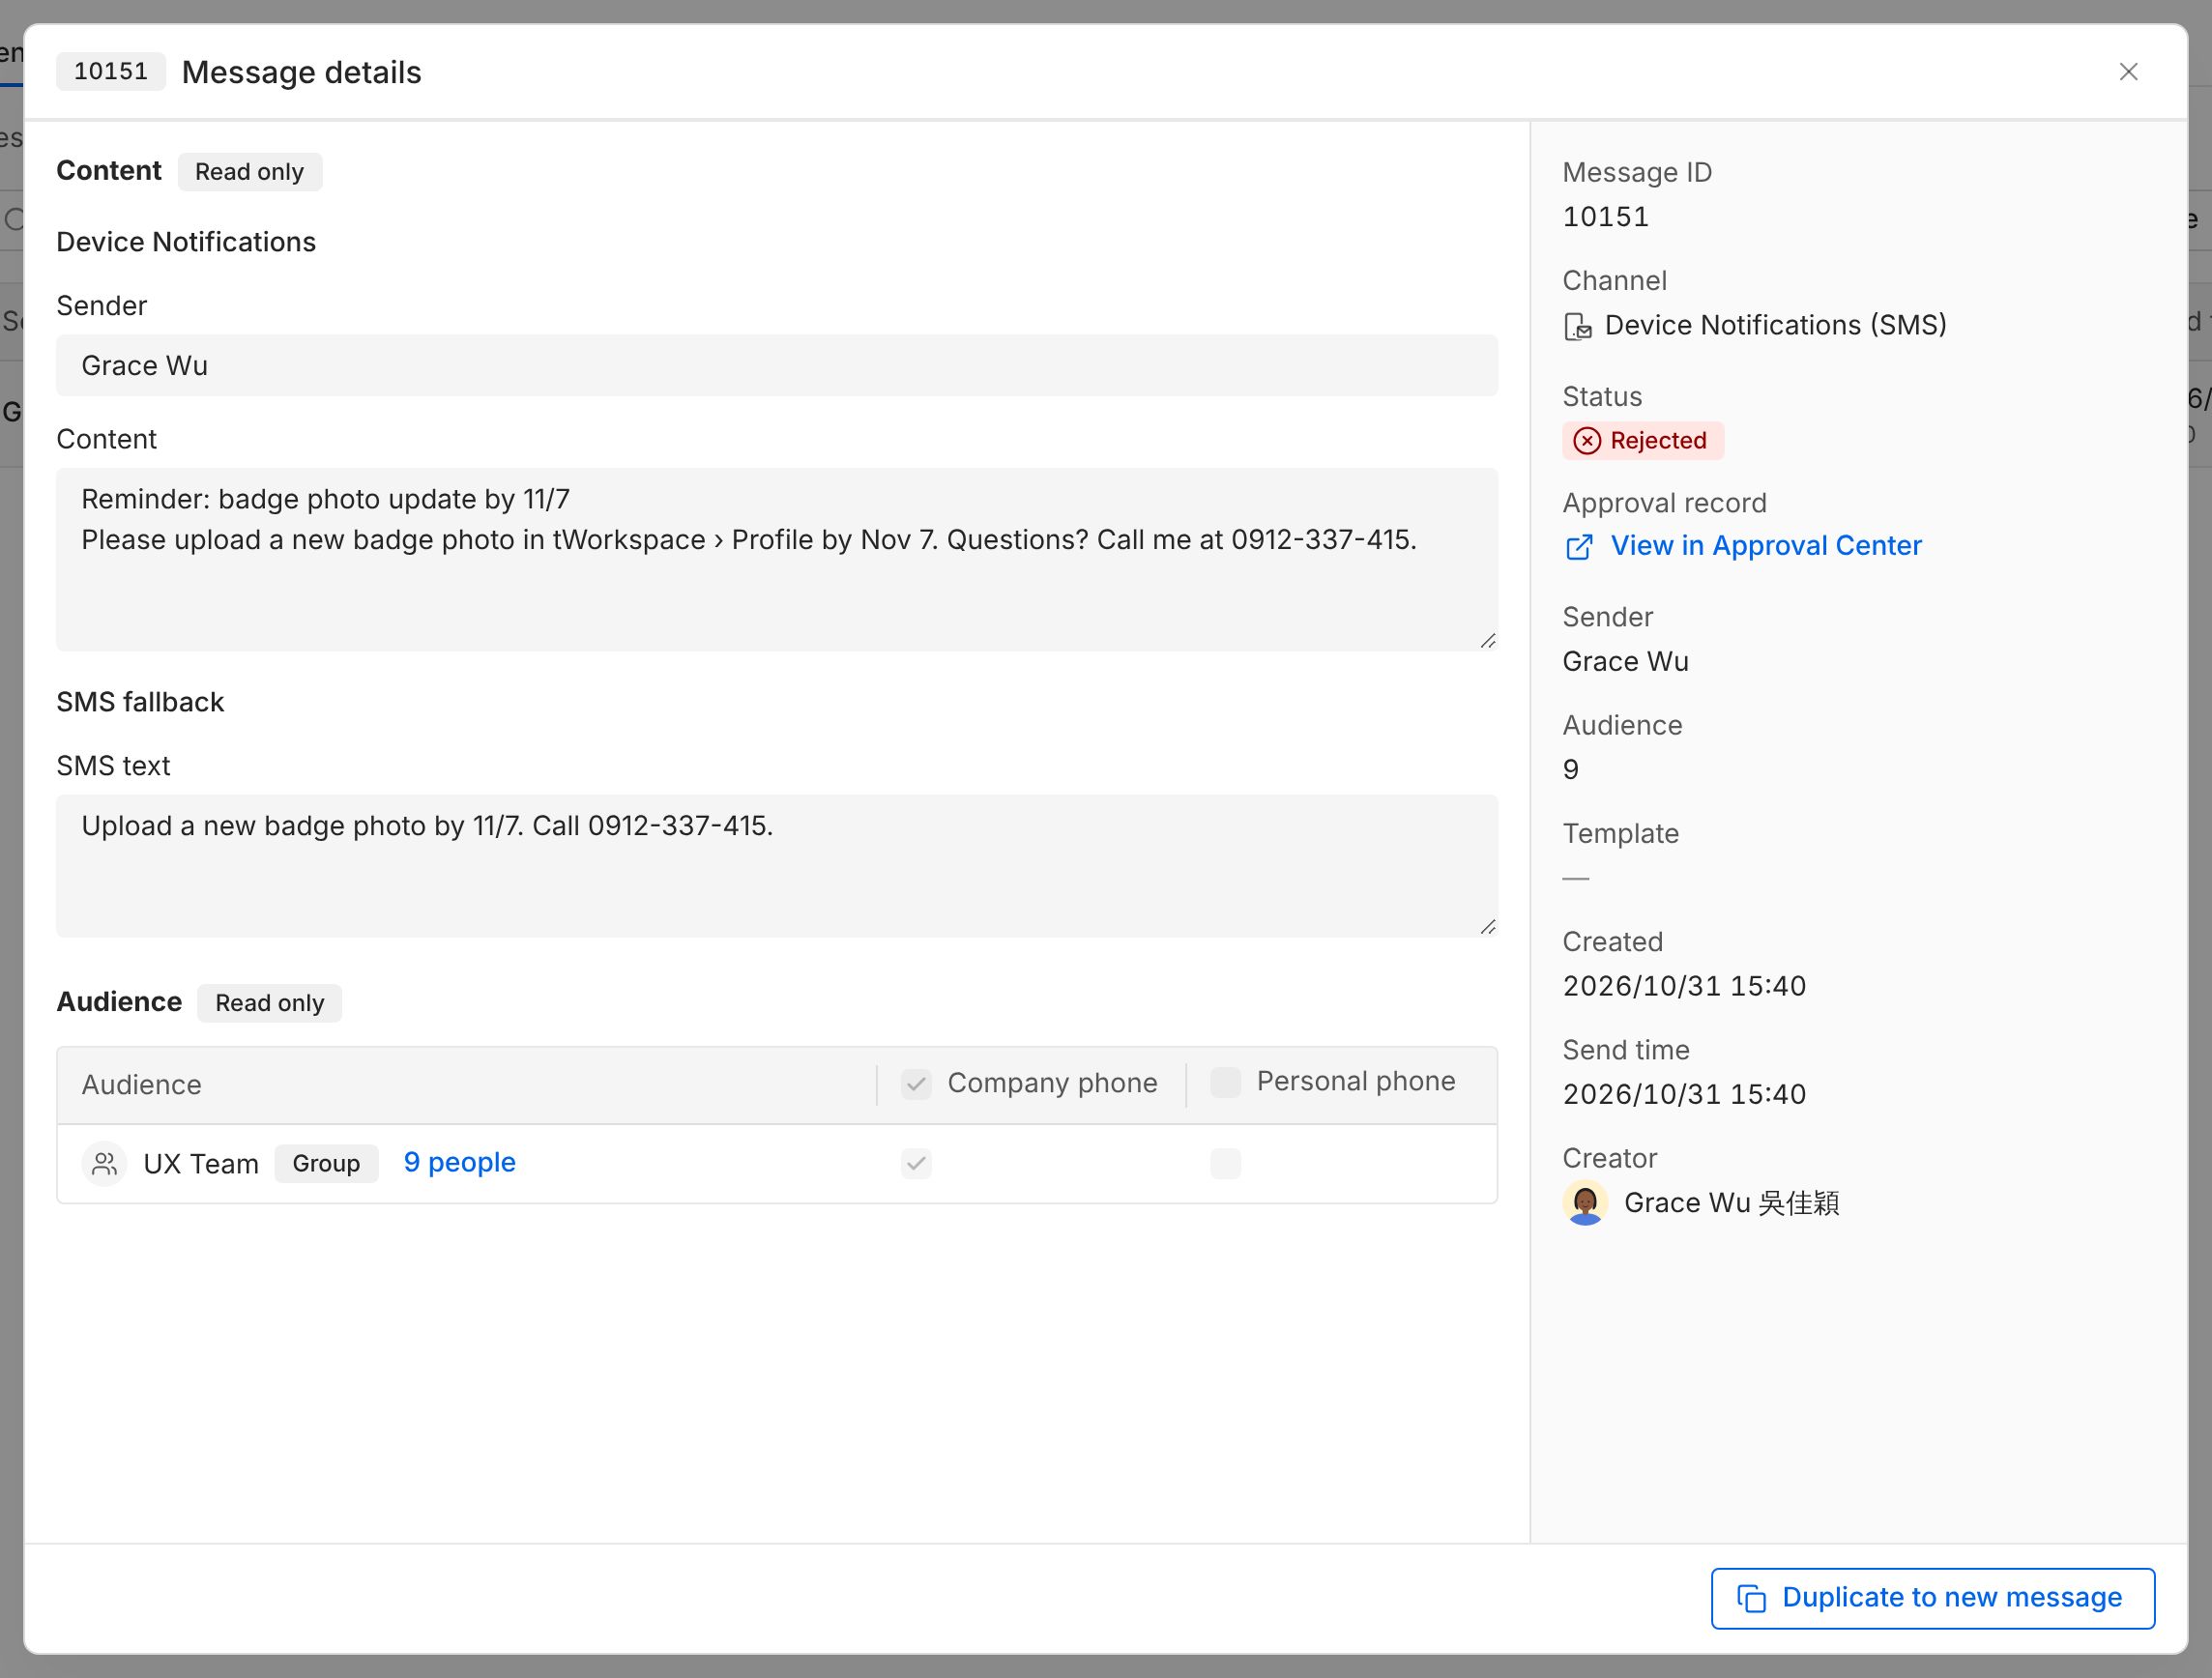 10151 Message details
Content Read only
Device Notifications
Sender
Grace Wu
Content
Reminder: badge photo update by 11/7
Please upload a new badge photo in tWorkspace › Profile by Nov 7. Questions? Call me at 0912-337-415.
SMS fallback
SMS text
Upload a new badge photo by 11/7. Call 0912-337-415.
Audience Read only
Audience Company phone Personal phone
UX Team Group 9 people
Message ID
10151
Channel
Device Notifications (SMS)
Status
Rejected
Approval record
View in Approval Center
Sender
Grace Wu
Audience
9
Template
—
Created
2026/10/31 15:40
Send time
2026/10/31 15:40
Creator
Grace Wu 吳佳穎
Duplicate to new message